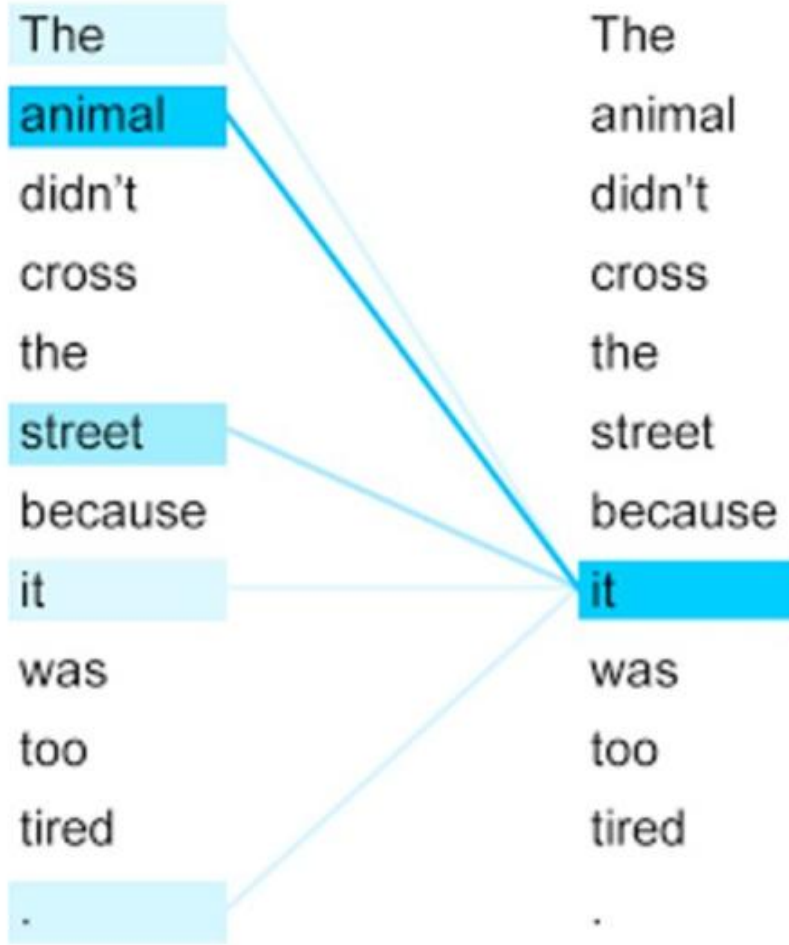 The
animal
didn't
cross
the
street
because
it
was
too
tired
.
The
animal
didn't
cross
the
street
because
it
was
too
tired
.